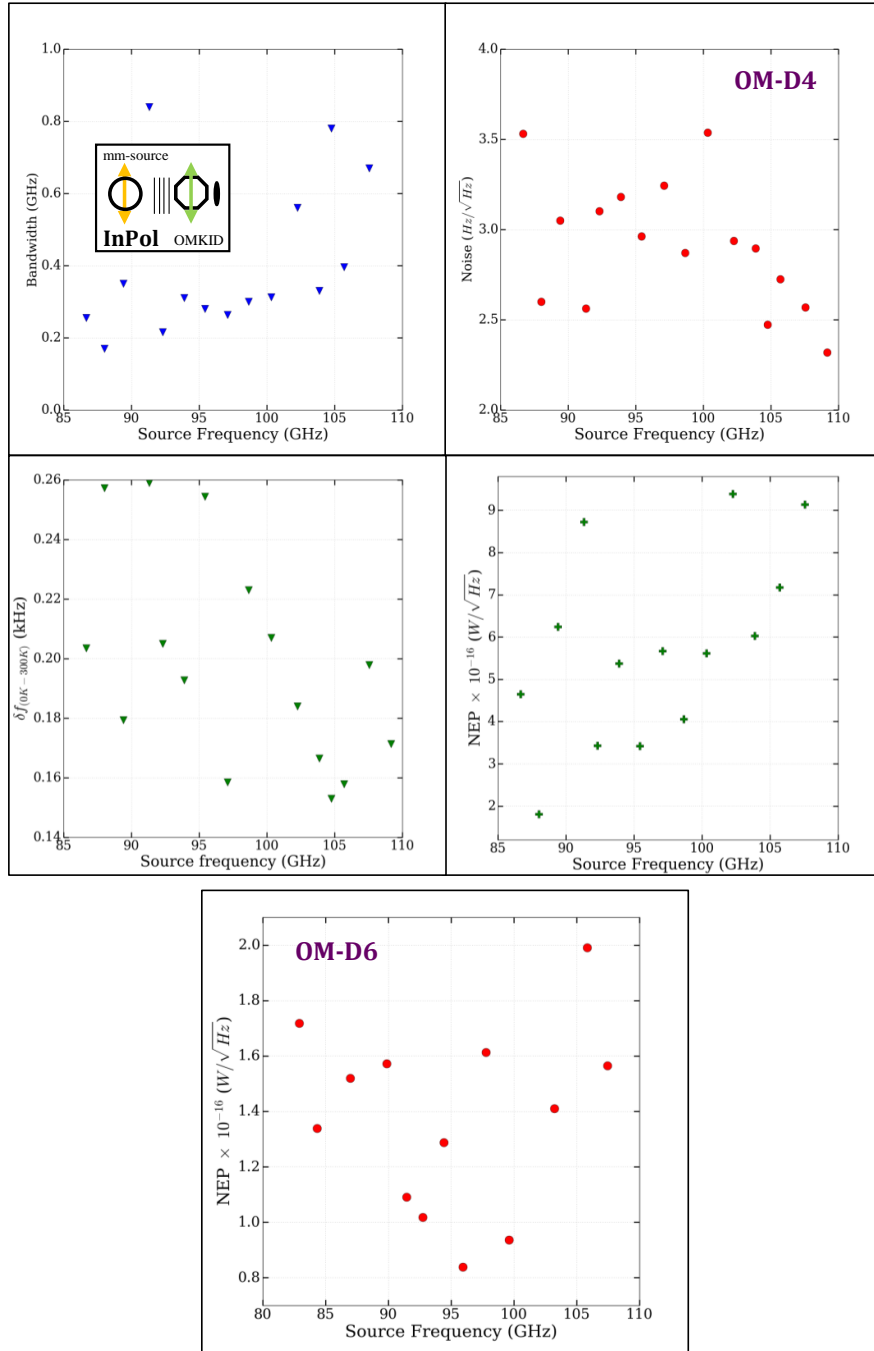 1.0
0.8
0.6
0.4
0.2
0.0
Bandwidth (GHz)
mm-source
InPol OMKID
85 90 95 100 105 110
Source Frequency (GHz)
OM-D4
4.0
3.5
3.0
2.5
2.0
Noise (Hz/√Hz)
85 90 95 100 105 110
Source Frequency (GHz)
0.26
0.24
0.22
0.20
0.18
0.16
0.14
δf(0K−300K) (kHz)
85 90 95 100 105 110
Source frequency (GHz)
9
8
7
6
5
4
3
2
NEP × 10⁻¹⁶ (W/√Hz)
85 90 95 100 105 110
Source Frequency (GHz)
OM-D6
2.0
1.8
1.6
1.4
1.2
1.0
0.8
NEP × 10⁻¹⁶ (W/√Hz)
80 85 90 95 100 105 110
Source Frequency (GHz)